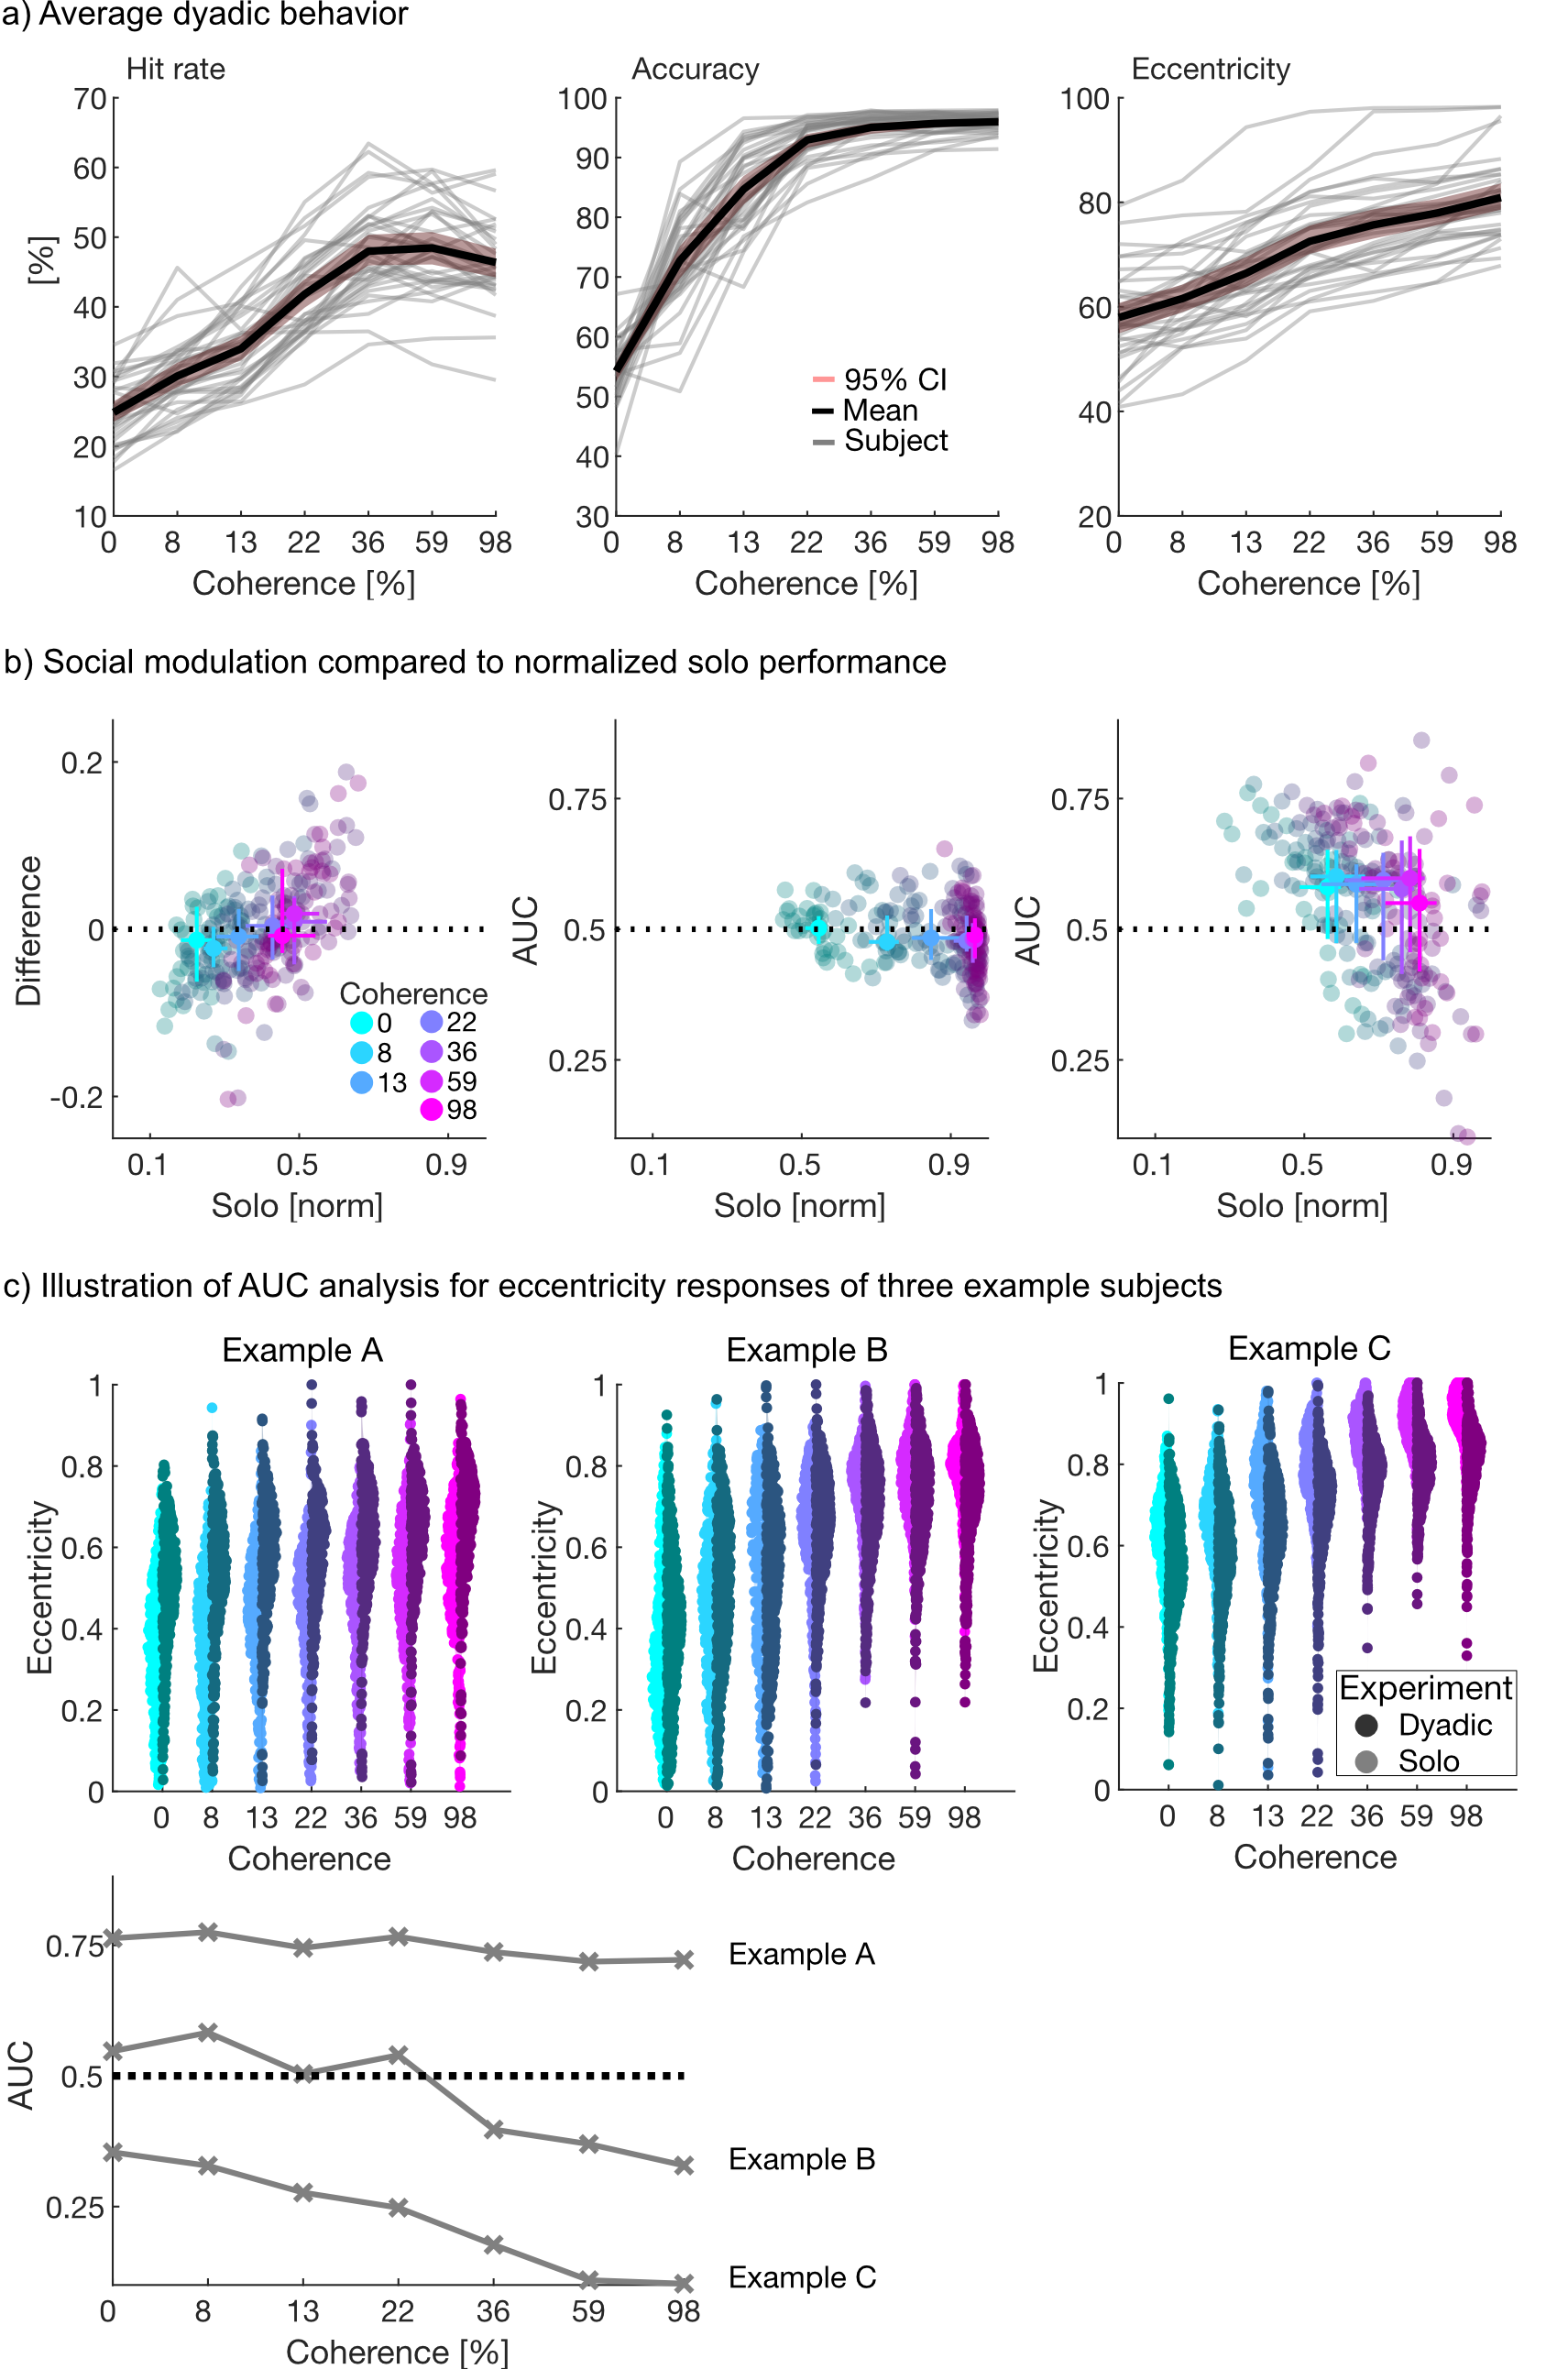 a) Average dyadic behavior
Hit rate
Accuracy
Eccentricity
70
60
50
40
30
20
10
[%]
0 8 13 22 36 59 98
Coherence [%]
100
90
80
70
60
50
40
30
95% CI
Mean
Subject
0 8 13 22 36 59 98
Coherence [%]
100
80
60
40
20
0 8 13 22 36 59 98
Coherence [%]
b) Social modulation compared to normalized solo performance
0.2
0
-0.2
Difference
Coherence
0 22
8 36
13 59
98
0.1 0.5 0.9
Solo [norm]
0.75
0.5
0.25
AUC
0.1 0.5 0.9
Solo [norm]
0.75
0.5
0.25
AUC
0.1 0.5 0.9
Solo [norm]
c) Illustration of AUC analysis for eccentricity responses of three example subjects
Example A
1
0.8
0.6
0.4
0.2
0
Eccentricity
0 8 13 22 36 59 98
Coherence
Example B
1
0.8
0.6
0.4
0.2
0
Eccentricity
0 8 13 22 36 59 98
Coherence
Example C
1
0.8
0.6
0.4
0.2
0
Eccentricity
Experiment
Dyadic
Solo
0 8 13 22 36 59 98
Coherence
0.75
0.5
0.25
AUC
Example A
Example B
Example C
0 8 13 22 36 59 98
Coherence [%]